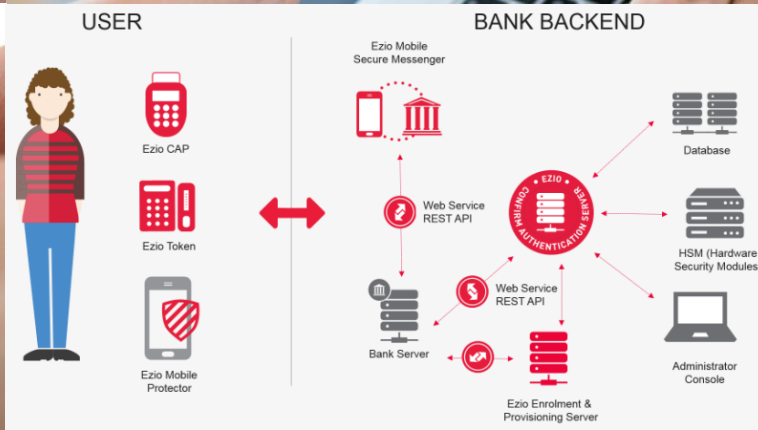 USER
BANK BACKEND
Ezio CAP
Ezio Token
Ezio Mobile
Protector
Ezio Mobile
Secure Messenger
Web Service
REST API
EZIO
CONFIRM AUTHENTICATION SERVER
Web Service
REST API
Bank Server
Ezio Enrolment &
Provisioning Server
Database
HSM (Hardware
Security Modules
Administrator
Console